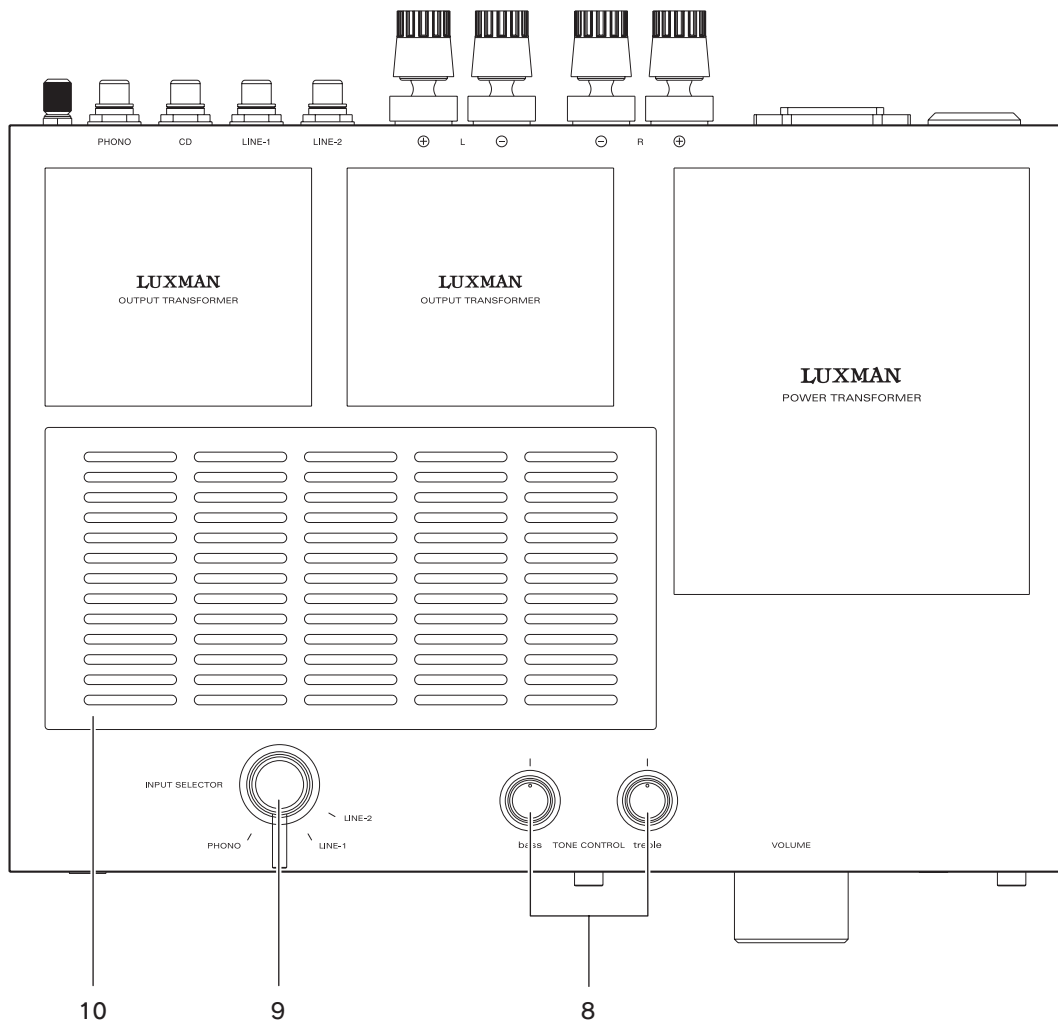 PHONO CD LINE-1 LINE-2 ⊕ L ⊖ ⊖ R ⊕
LUXMAN
OUTPUT TRANSFORMER
LUXMAN
OUTPUT TRANSFORMER
LUXMAN
POWER TRANSFORMER
INPUT SELECTOR
LINE-2
PHONO LINE-1
bass TONE CONTROL treble
VOLUME
10 9 8